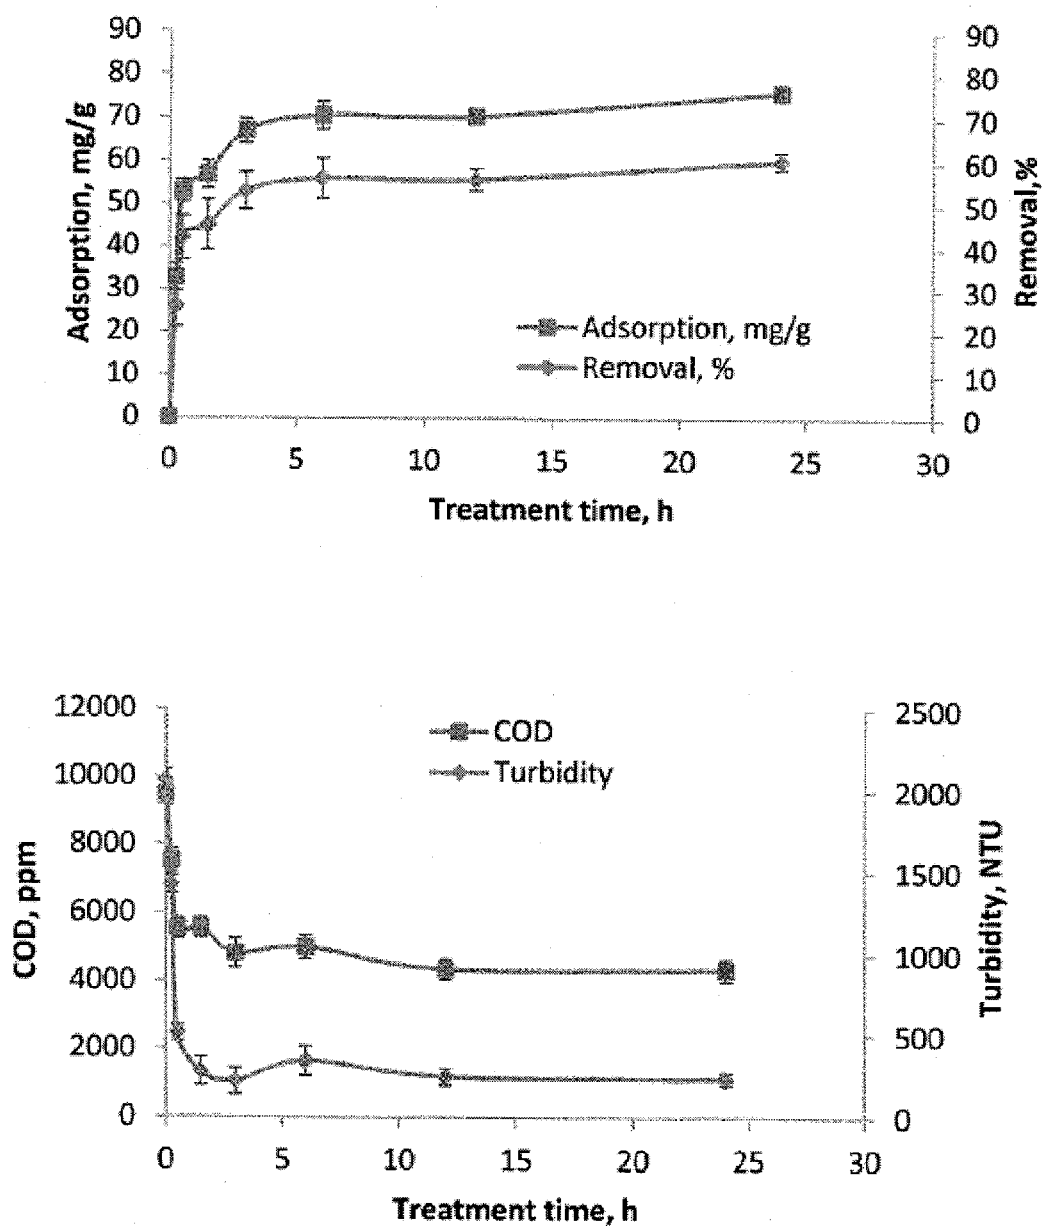 90
80
70
60
50
40
30
20
10
0
Adsorption, mg/g
90
80
70
60
50
40
30
20
10
0
Removal,%
Adsorption, mg/g
Removal, %
0 5 10 15 20 25 30
Treatment time, h
12000
10000
8000
6000
4000
2000
0
COD, ppm
COD
Turbidity
2500
2000
1500
1000
500
0
Turbidity, NTU
0 5 10 15 20 25 30
Treatment time, h